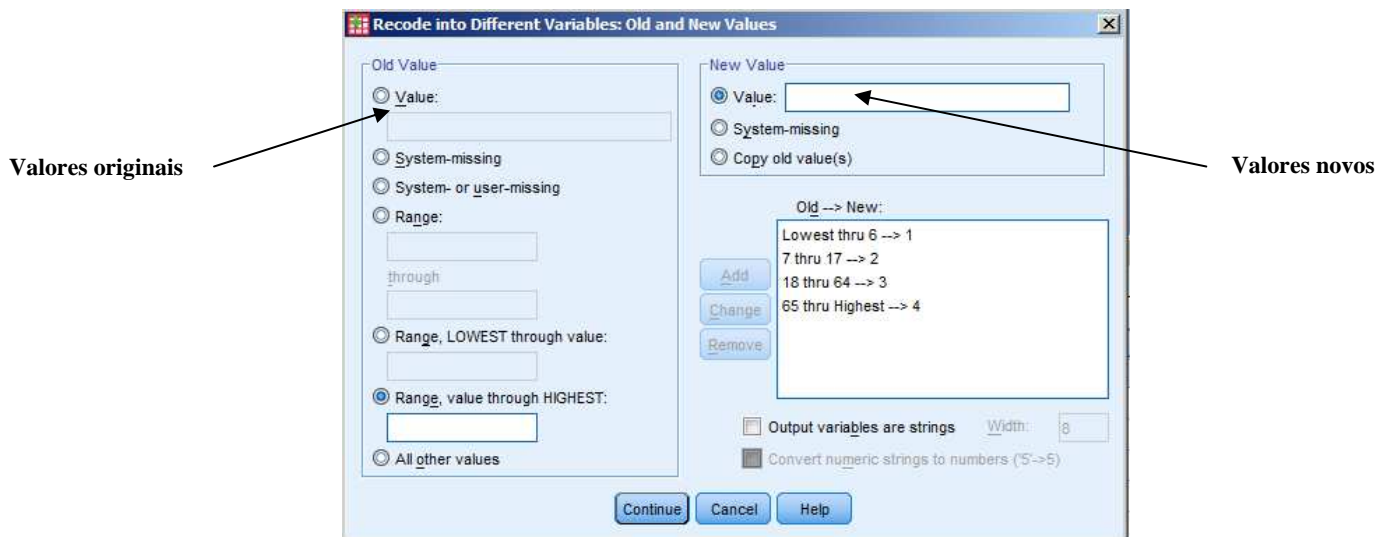 Recode into Different Variables: Old and New Values
Valores originais
Old Value
Value:
System-missing
System- or user-missing
Range:
through
Range, LOWEST through value:
Range, value through HIGHEST:
All other values
New Value
Value:
System-missing
Copy old value(s)
Valores novos
Old --> New:
Lowest thru 6 --> 1
7 thru 17 --> 2
18 thru 64 --> 3
65 thru Highest --> 4
Add
Change
Remove
Output variables are strings Width: 8
Convert numeric strings to numbers ('5'->5)
Continue Cancel Help